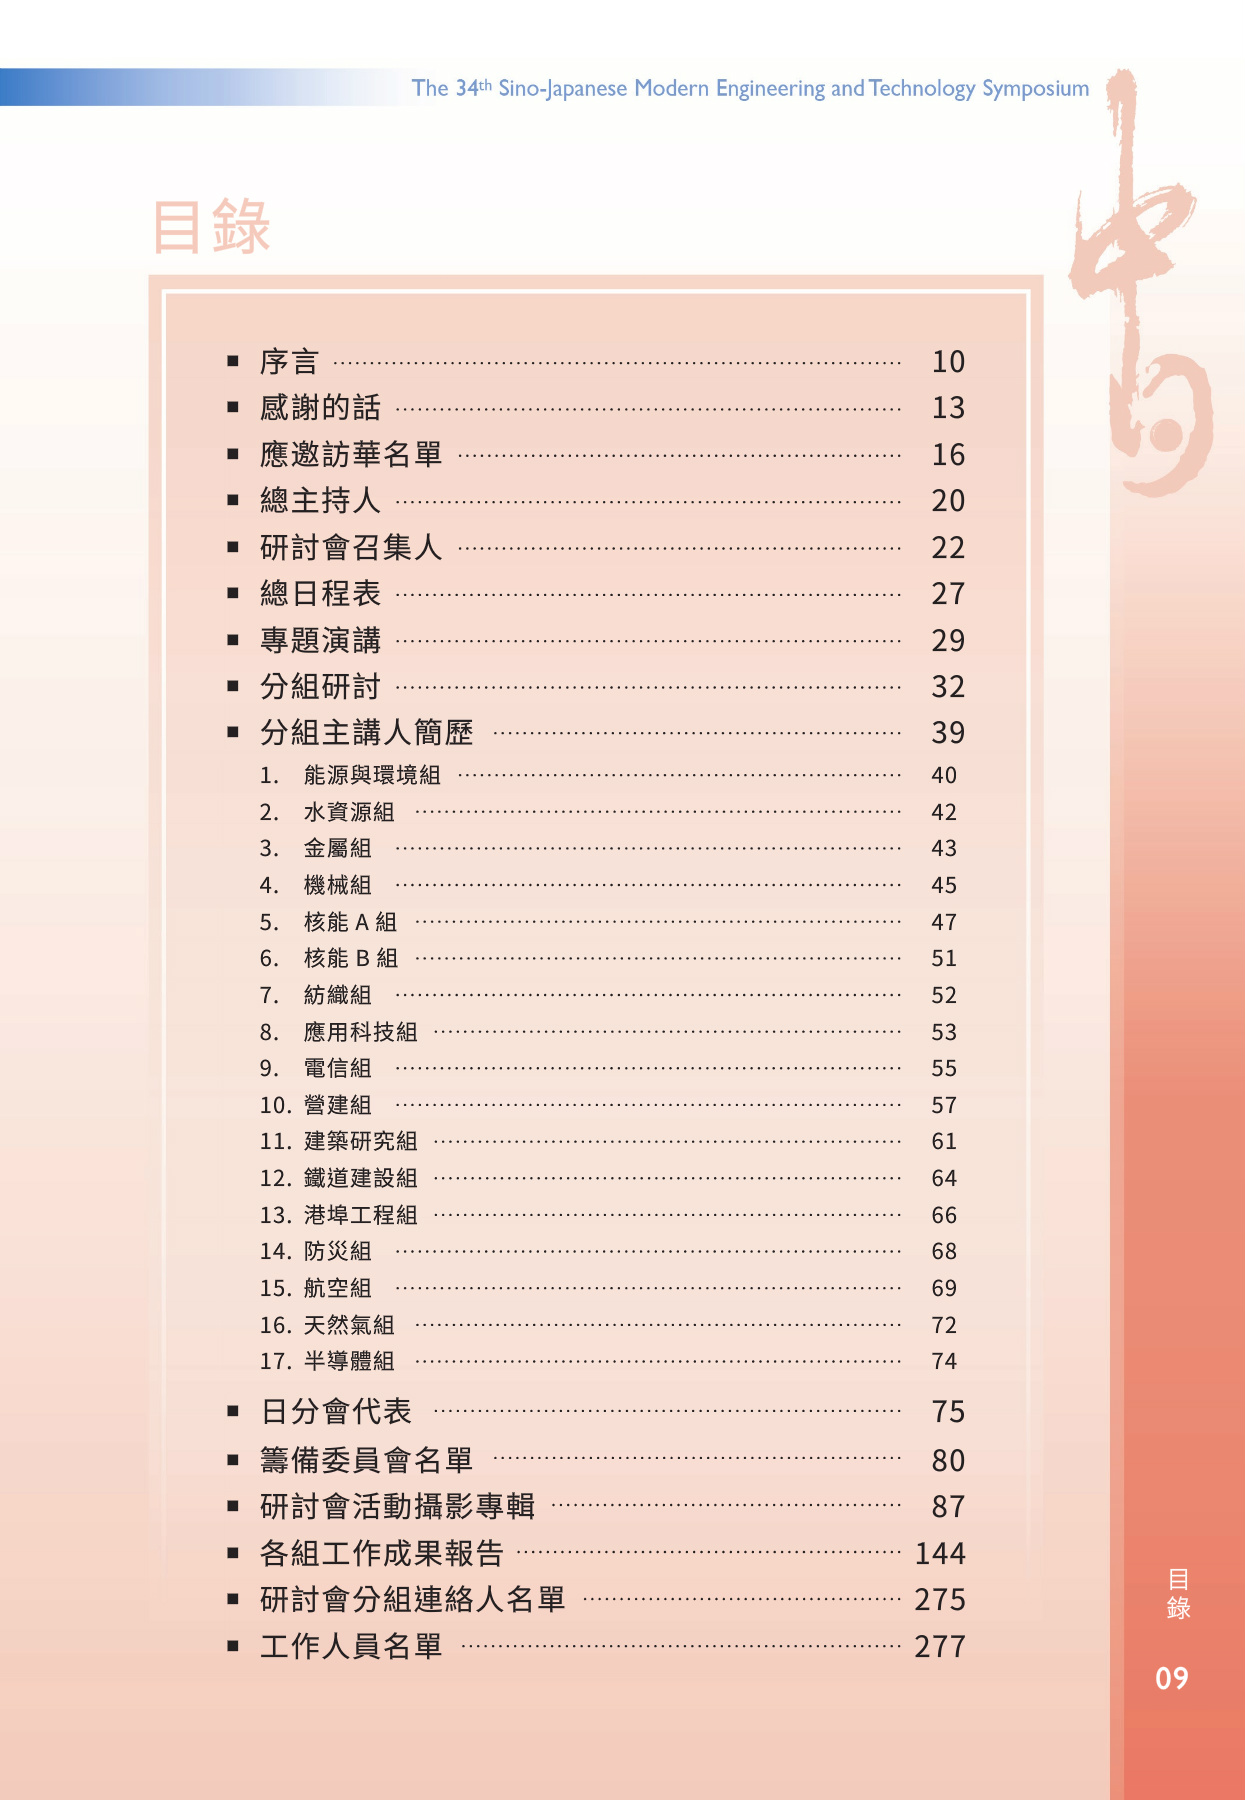 The 34th Sino-Japanese Modern Engineering and Technology Symposium
中日
目錄
■ 序言 10
■ 感謝的話 13
■ 應邀訪華名單 16
■ 總主持人 20
■ 研討會召集人 22
■ 總日程表 27
■ 專題演講 29
■ 分組研討 32
■ 分組主講人簡歷 39
1. 能源與環境組 40
2. 水資源組 42
3. 金屬組 43
4. 機械組 45
5. 核能 A 組 47
6. 核能 B 組 51
7. 紡織組 52
8. 應用科技組 53
9. 電信組 55
10. 營建組 57
11. 建築研究組 61
12. 鐵道建設組 64
13. 港埠工程組 66
14. 防災組 68
15. 航空組 69
16. 天然氣組 72
17. 半導體組 74
■ 日分會代表 75
■ 籌備委員會名單 80
■ 研討會活動攝影專輯 87
■ 各組工作成果報告 144
■ 研討會分組連絡人名單 275
■ 工作人員名單 277
目錄
09